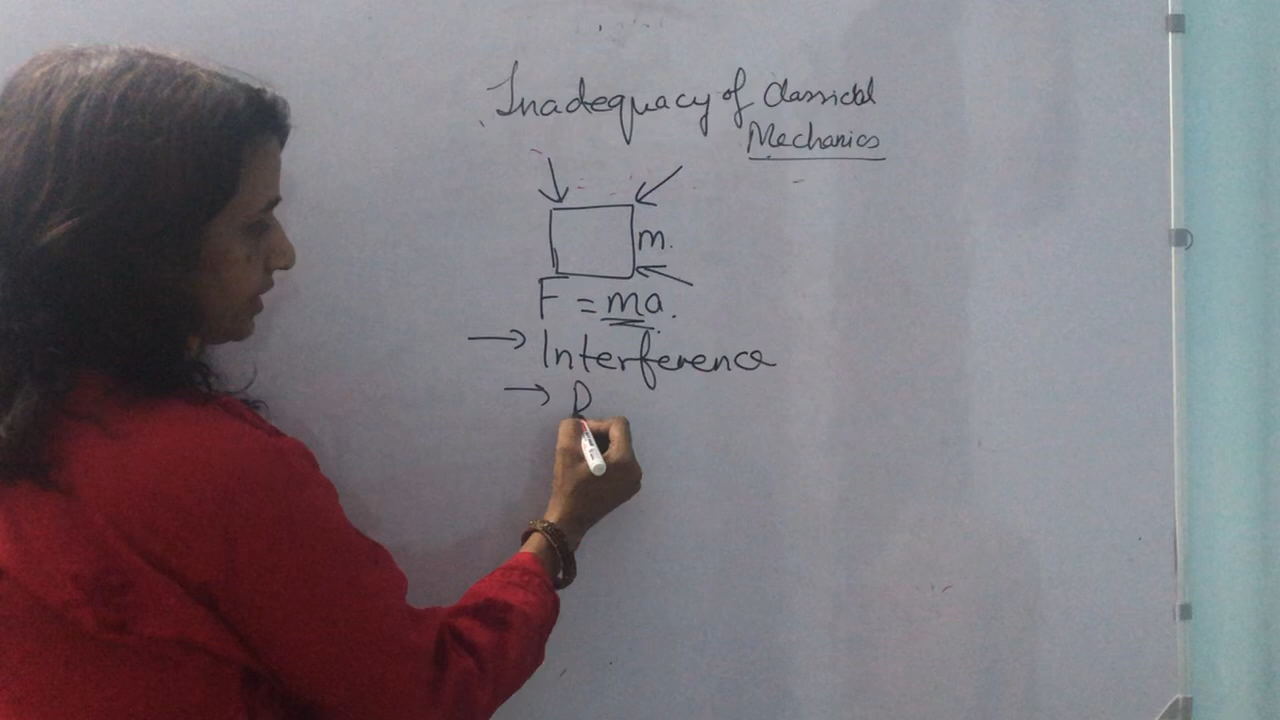 Inadequacy of Classical
Mechanics
m.
F = ma.
→ Interference
→ D